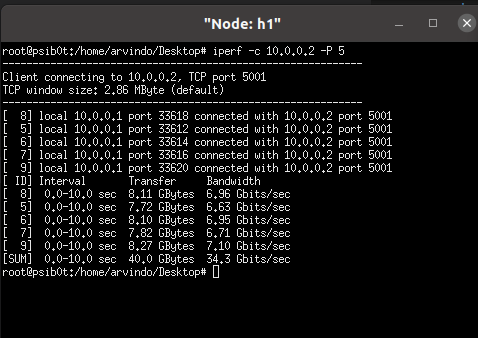 "Node: h1"
root@psib0t:/home/arvindo/Desktop# iperf -c 10.0.0.2 -P 5
------------------------------------------------------------
Client connecting to 10.0.0.2, TCP port 5001
TCP window size: 2.86 MByte (default)
------------------------------------------------------------
[  8] local 10.0.0.1 port 33618 connected with 10.0.0.2 port 5001
[  5] local 10.0.0.1 port 33612 connected with 10.0.0.2 port 5001
[  6] local 10.0.0.1 port 33614 connected with 10.0.0.2 port 5001
[  7] local 10.0.0.1 port 33616 connected with 10.0.0.2 port 5001
[  9] local 10.0.0.1 port 33620 connected with 10.0.0.2 port 5001
[ ID] Interval       Transfer     Bandwidth
[  8]  0.0-10.0 sec  8.11 GBytes  6.96 Gbits/sec
[  5]  0.0-10.0 sec  7.72 GBytes  6.63 Gbits/sec
[  6]  0.0-10.0 sec  8.10 GBytes  6.95 Gbits/sec
[  7]  0.0-10.0 sec  7.82 GBytes  6.71 Gbits/sec
[  9]  0.0-10.0 sec  8.27 GBytes  7.10 Gbits/sec
[SUM]  0.0-10.0 sec  40.0 GBytes  34.3 Gbits/sec
root@psib0t:/home/arvindo/Desktop#